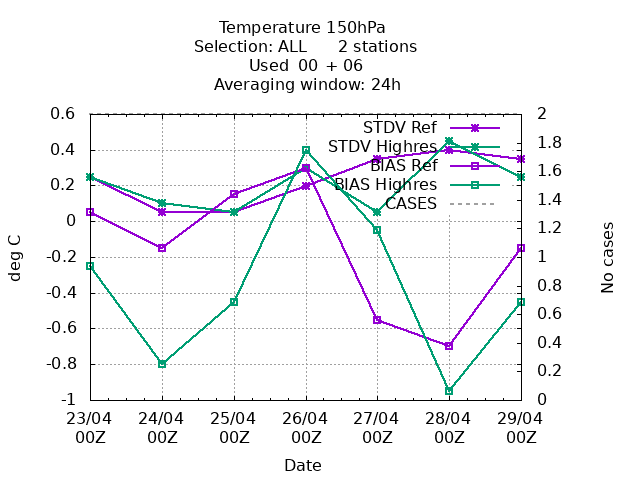 Temperature 150hPa
Selection: ALL 2 stations
Used 00 + 06
Averaging window: 24h
0.6
0.4
0.2
0
-0.2
-0.4
-0.6
-0.8
-1
deg C
2
1.8
1.6
1.4
1.2
1
0.8
0.6
0.4
0.2
0
No cases
STDV Ref
STDV Highres
BIAS Ref
BIAS Highres
CASES
23/04 24/04 25/04 26/04 27/04 28/04 29/04
00Z 00Z 00Z 00Z 00Z 00Z 00Z
Date